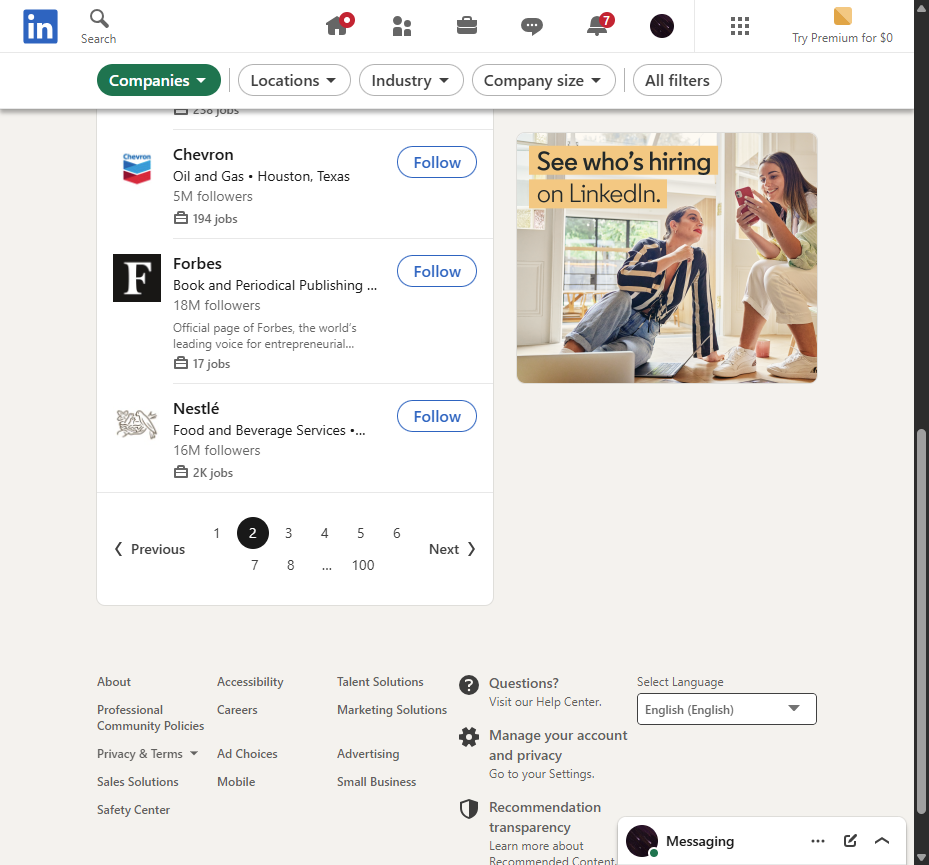 in
Search
7
Try Premium for $0
Companies
Locations
Industry
Company size
All filters
238 jobs
Chevron
Chevron
Oil and Gas • Houston, Texas
5M followers
194 jobs
Follow
F
Forbes
Book and Periodical Publishing ...
18M followers
Official page of Forbes, the world's
leading voice for entrepreneurial...
17 jobs
Follow
Nestlé
Food and Beverage Services •...
16M followers
2K jobs
Follow
See who's hiring
on LinkedIn.
Previous
1 2 3 4 5 6
7 8 ... 100
Next
About
Accessibility
Talent Solutions
Professional
Community Policies
Careers
Marketing Solutions
Privacy & Terms
Ad Choices
Advertising
Sales Solutions
Mobile
Small Business
Safety Center
Questions?
Visit our Help Center.
Manage your account
and privacy
Go to your Settings.
Recommendation
transparency
Learn more about
Recommended Content.
Select Language
English (English)
Messaging